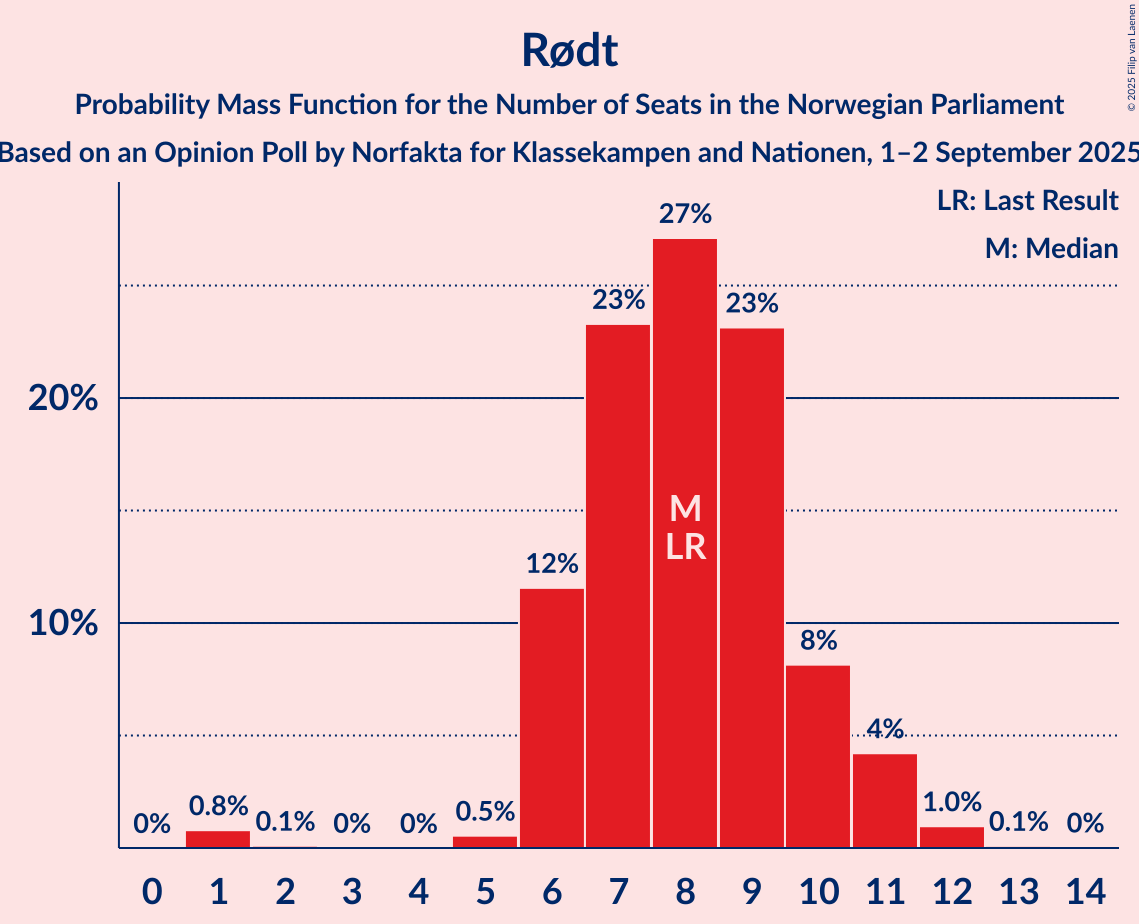 Rødt
Probability Mass Function for the Number of Seats in the Norwegian Parliament
Based on an Opinion Poll by Norfakta for Klassekampen and Nationen, 1–2 September 2025
© 2025 Filip van Laenen
LR: Last Result
M: Median
27%
23%
23%
20%
M
LR
12%
10%
8%
4%
0%
0.8%
0.1%
0%
0%
0.5%
1.0%
0.1%
0%
0 1 2 3 4 5 6 7 8 9 10 11 12 13 14